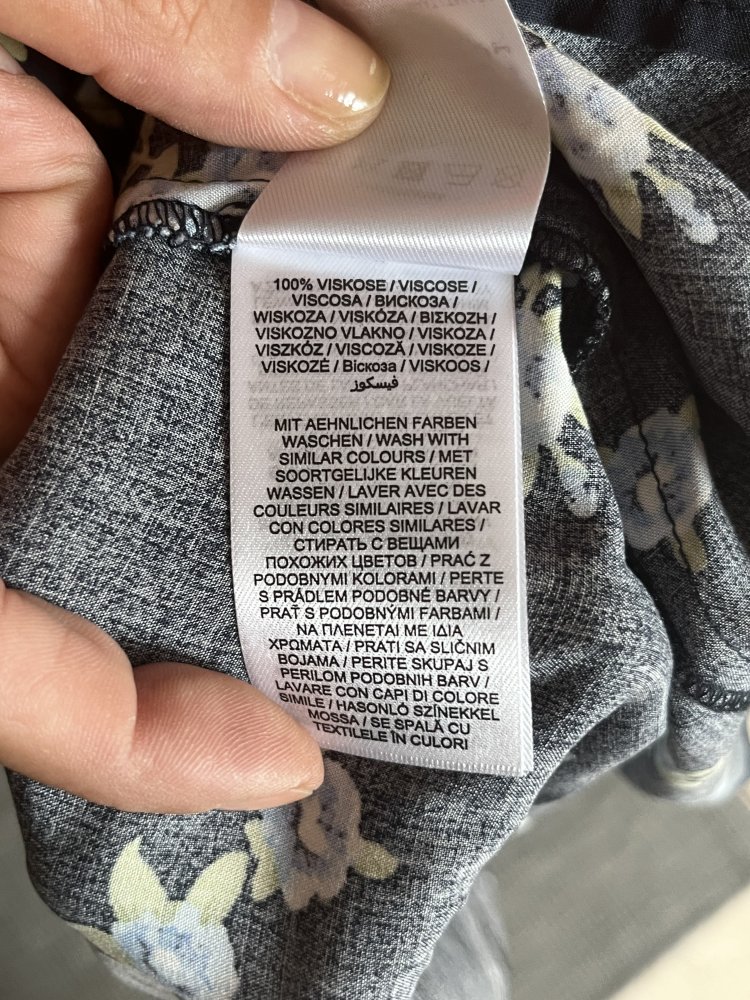 100% VISKOSE / VISCOSE /
VISCOSA / ВИСКОЗА /
WISKOZA / VISKÓZA / ΒΙΣΚΟΖΗ /
VISKOZNO VLAKNO / VISKOZA /
VISZKÓZ / VISCOZĂ / VISKOZE /
VISKOZĖ / Віскоза / VISKOOS /
فيسكوز
MIT AEHNLICHEN FARBEN
WASCHEN / WASH WITH
SIMILAR COLOURS / MET
SOORTGELIJKE KLEUREN
WASSEN / LAVER AVEC DES
COULEURS SIMILAIRES / LAVAR
CON COLORES SIMILARES /
СТИРАТЬ С ВЕЩАМИ
ПОХОЖИХ ЦВЕТОВ / PRAĆ Z
PODOBNYMI KOLORAMI / PERTE
S PRÁDLEM PODOBNÉ BARVY /
PRAŤ S PODOBNÝMI FARBAMI /
ΝΑ ΠΛΕΝΕΤΑΙ ΜΕ ΙΔΙΑ
ΧΡΩΜΑΤΑ / PRATI SA SLIČNIM
BOJAMA / PERITE SKUPAJ S
PERILOM PODOBNIH BARV /
LAVARE CON CAPI DI COLORE
SIMILE / HASONLÓ SZÍNEKKEL
MOSSA / SE SPALĂ CU
TEXTILELE ÎN CULORI